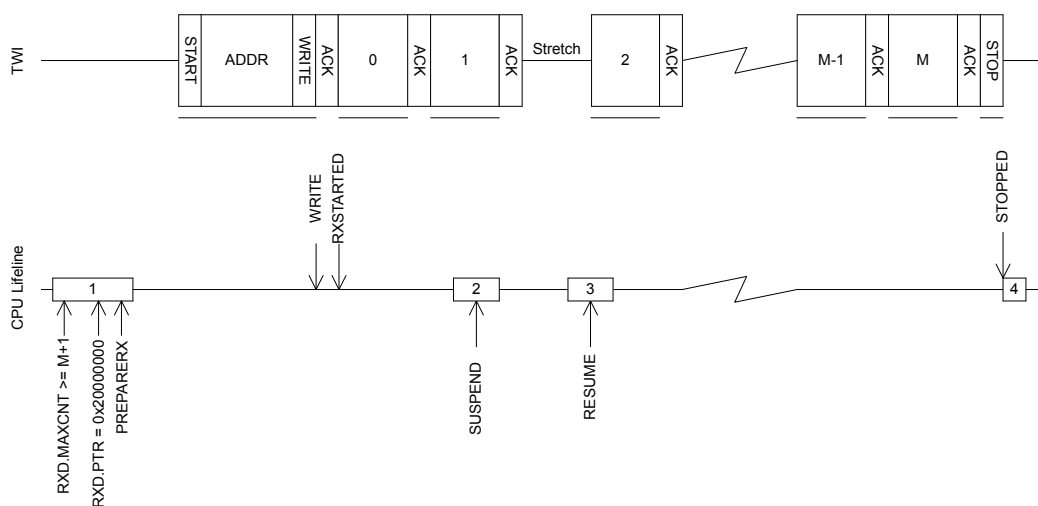 TWI
START
ADDR
WRITE
ACK
0
ACK
1
ACK
Stretch
2
ACK
M-1
ACK
M
ACK
STOP
CPU Lifeline
WRITE
RXSTARTED
STOPPED
1
2
3
4
RXD.MAXCNT >= M+1
RXD.PTR = 0x20000000
PREPARERX
SUSPEND
RESUME